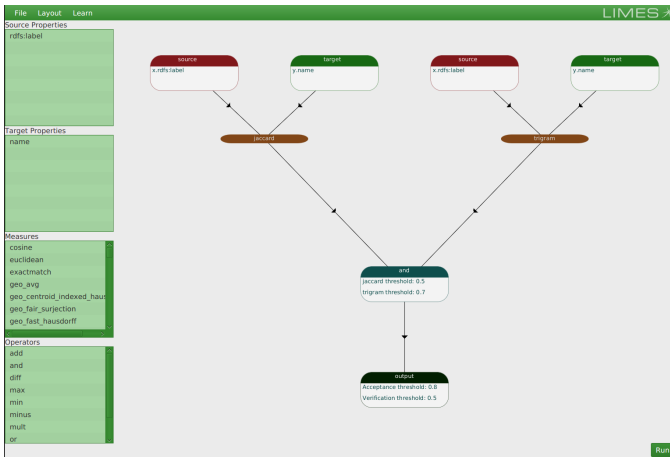 File Layout Learn
LIMES
Source Properties
rdfs:label
Target Properties
name
Measures
cosine
euclidean
exactmatch
geo_avg
geo_centroid_indexed_haus
geo_fair_surjection
geo_fast_hausdorff
Operators
add
and
diff
max
min
minus
mult
or
source
x.rdfs:label
target
y.name
source
x.rdfs:label
target
y.name
jaccard
trigram
and
jaccard threshold: 0.5
trigram threshold: 0.7
output
Acceptance threshold: 0.8
Verification threshold: 0.5
Run